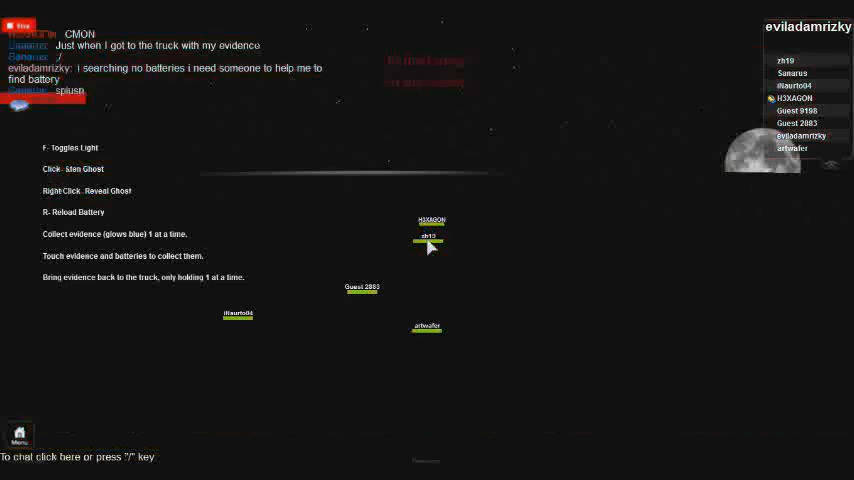 Stop
eviladamrizky
CMON
Just when I got to the truck with my evidence
Sanarus: :/
eviladamrizky: i searching no batteries i need someone to help me to
find battery
zh19
Sanarus
iNaurto04
H3XAGON
Guest 9198
Guest 2883
eviladamrizky
artwafer
F- Toggles Light
Click- Stun Ghost
Right Click- Reveal Ghost
R- Reload Battery
Collect evidence (glows blue) 1 at a time.
Touch evidence and batteries to collect them.
Bring evidence back to the truck, only holding 1 at a time.
H3XAGON
zh19
Guest 2883
iNaurto04
artwafer
Menu
To chat click here or press "/" key